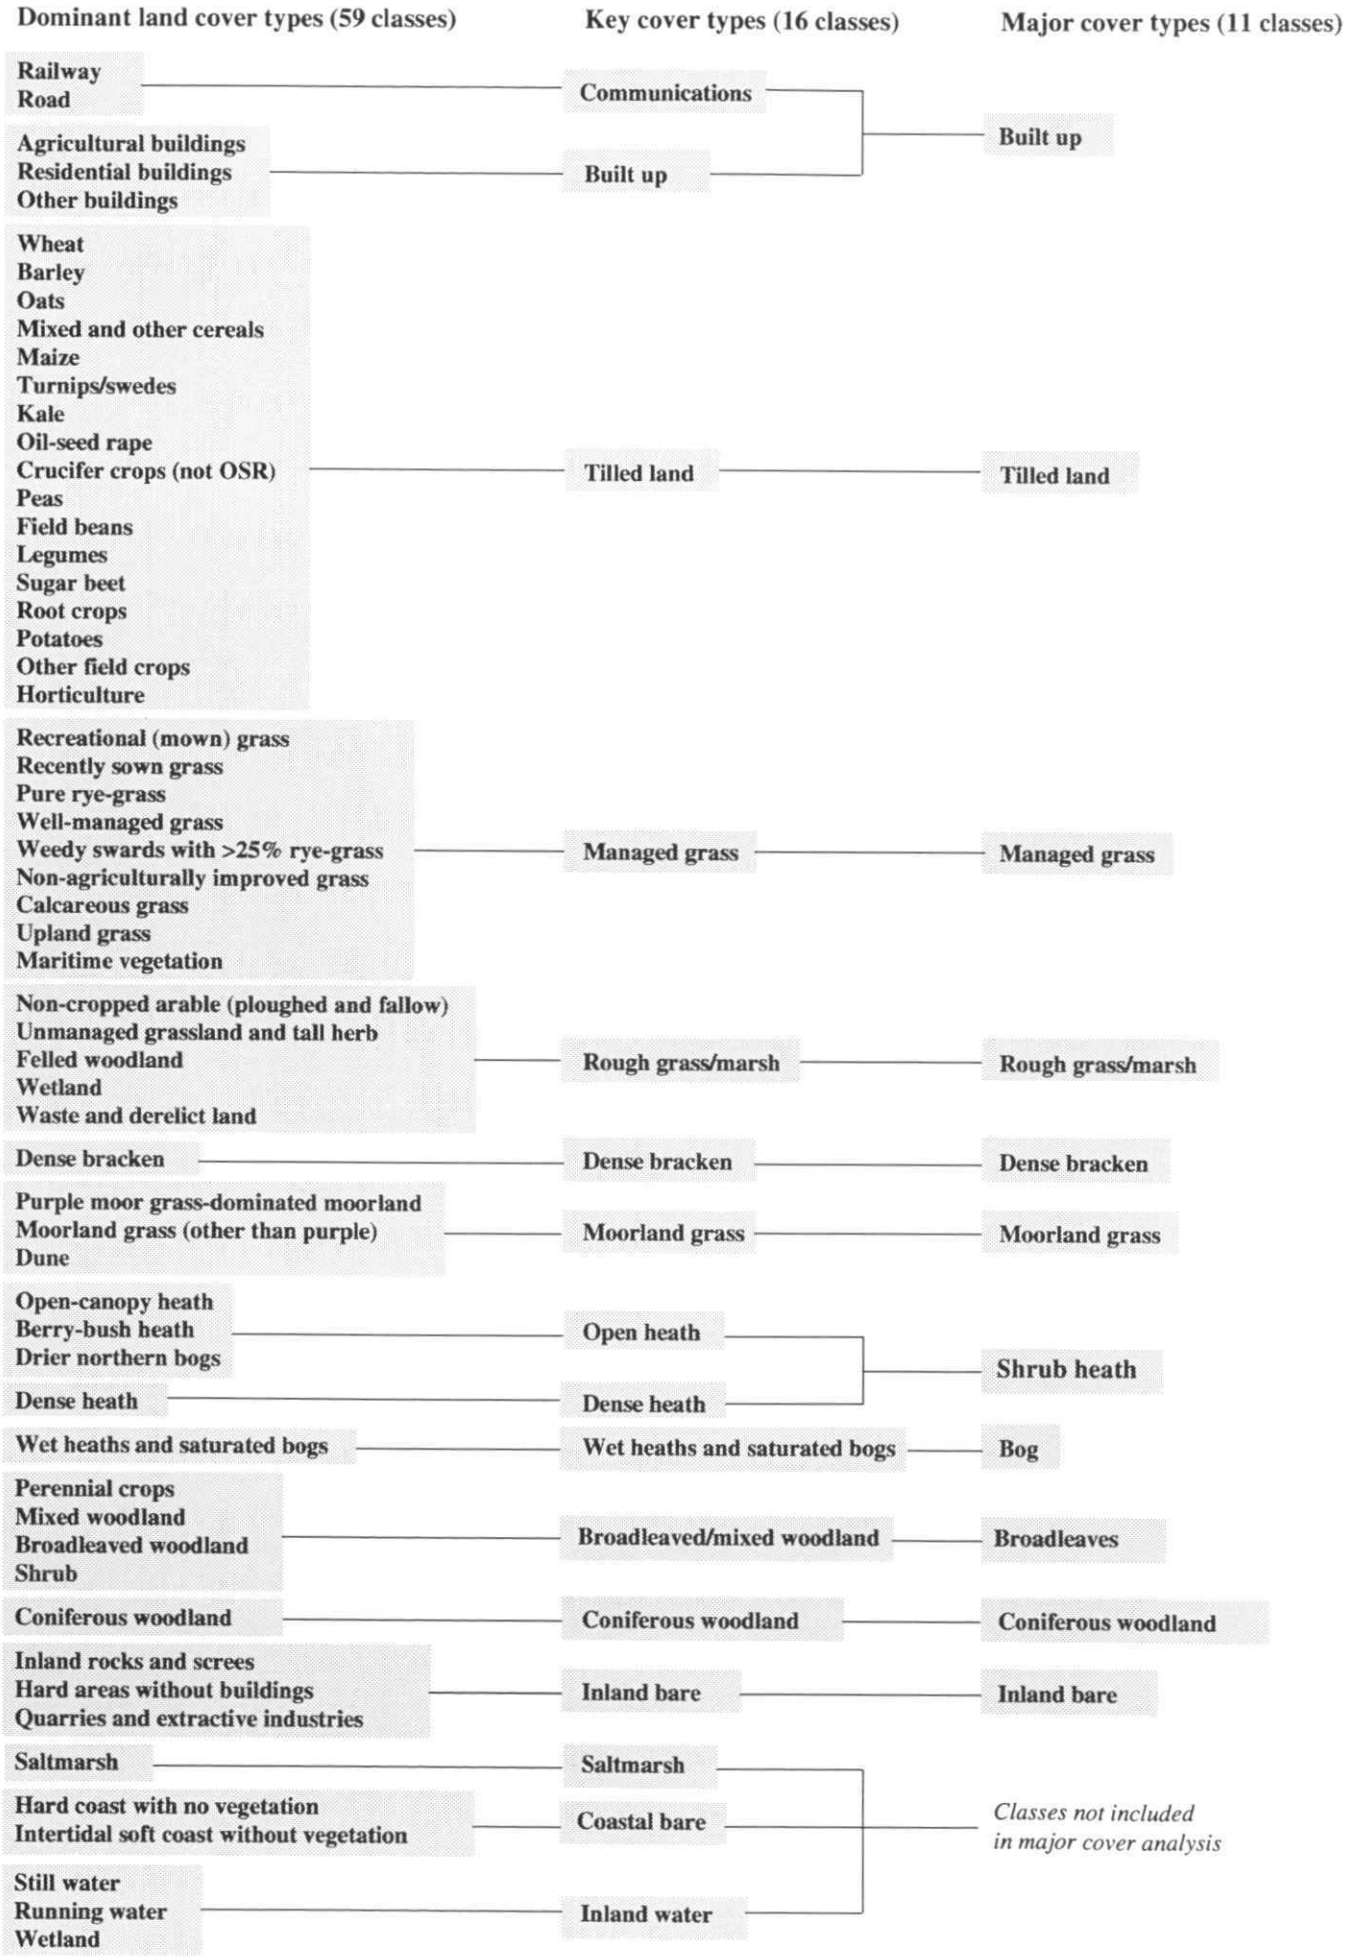 Dominant land cover types (59 classes)
Key cover types (16 classes)
Major cover types (11 classes)
Railway
Road
Communications
Built up
Agricultural buildings
Residential buildings
Other buildings
Built up
Wheat
Barley
Oats
Mixed and other cereals
Maize
Turnips/swedes
Kale
Oil-seed rape
Crucifer crops (not OSR)
Peas
Field beans
Legumes
Sugar beet
Root crops
Potatoes
Other field crops
Horticulture
Tilled land
Tilled land
Recreational (mown) grass
Recently sown grass
Pure rye-grass
Well-managed grass
Weedy swards with >25% rye-grass
Non-agriculturally improved grass
Calcareous grass
Upland grass
Maritime vegetation
Managed grass
Managed grass
Non-cropped arable (ploughed and fallow)
Unmanaged grassland and tall herb
Felled woodland
Wetland
Waste and derelict land
Rough grass/marsh
Rough grass/marsh
Dense bracken
Dense bracken
Dense bracken
Purple moor grass-dominated moorland
Moorland grass (other than purple)
Dune
Moorland grass
Moorland grass
Open-canopy heath
Berry-bush heath
Drier northern bogs
Open heath
Shrub heath
Dense heath
Dense heath
Wet heaths and saturated bogs
Wet heaths and saturated bogs
Bog
Perennial crops
Mixed woodland
Broadleaved woodland
Shrub
Broadleaved/mixed woodland
Broadleaves
Coniferous woodland
Coniferous woodland
Coniferous woodland
Inland rocks and screes
Hard areas without buildings
Quarries and extractive industries
Inland bare
Inland bare
Saltmarsh
Saltmarsh
Hard coast with no vegetation
Intertidal soft coast without vegetation
Coastal bare
Classes not included
in major cover analysis
Still water
Running water
Wetland
Inland water